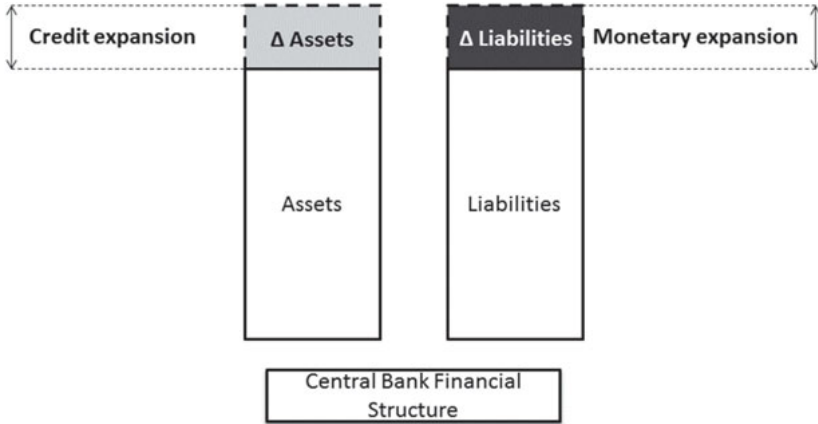 Credit expansion
Δ Assets
Δ Liabilities
Monetary expansion
Assets
Liabilities
Central Bank Financial
Structure